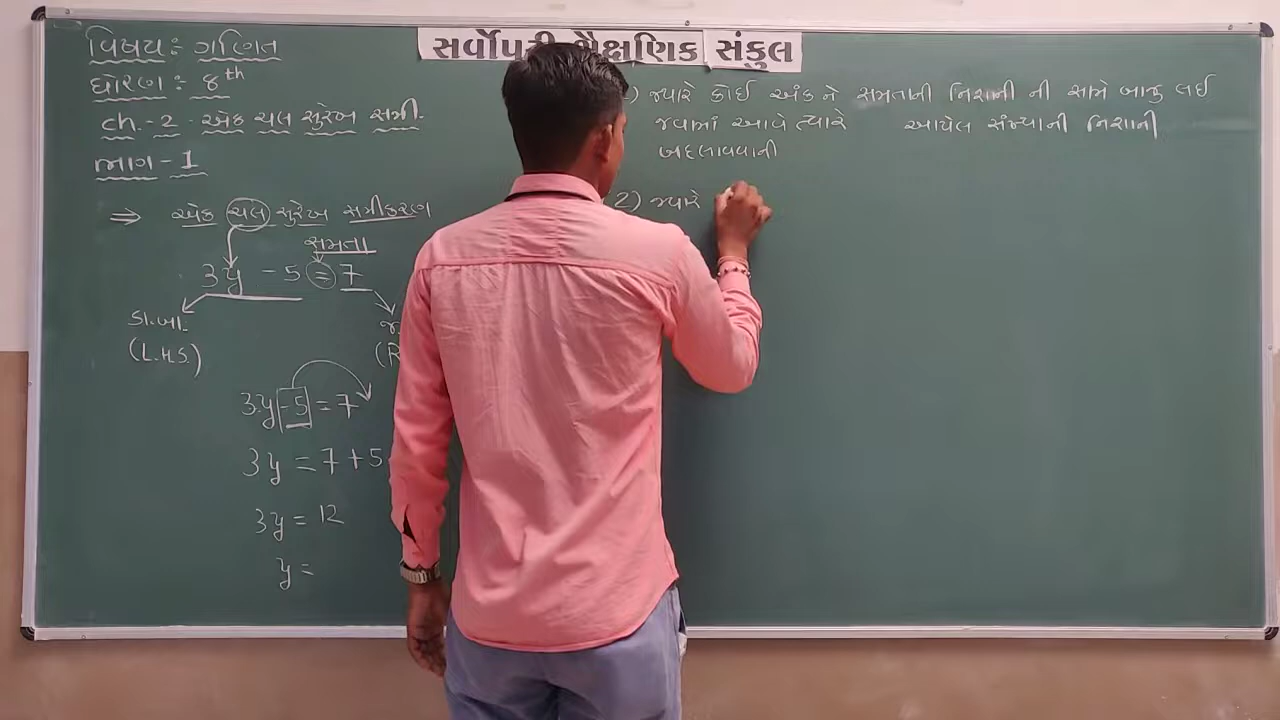 સર્વોપરી શૈક્ષણિક સંકુલ
વિષય : ગણિત
ધોરણ : 8th
ch.-2 - એક ચલ સુરેખ સમી.
ભાગ - 1
⇒ એક ચલ સુરેખ સમીકરણ
સમતા
3y - 5 = 7
ડા.બા.
(L.H.S.)
3y - 5 = 7
3y = 7 + 5
3y = 12
y =
જ્યારે કોઈ અંક ને સમતાની નિશાની ની સામે બાજુ લઈ
જવામાં આવે ત્યારે આપેલ સંખ્યાની નિશાની
બદલાવવાની
2) જ્યારે